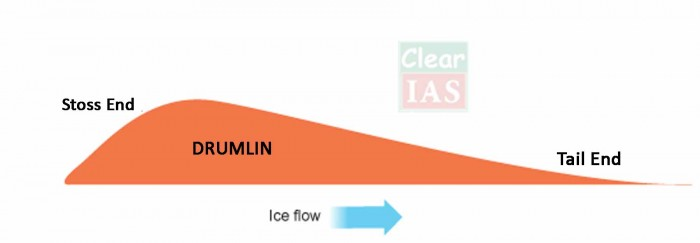 Clear
IAS
Stoss End
DRUMLIN
Tail End
Ice flow